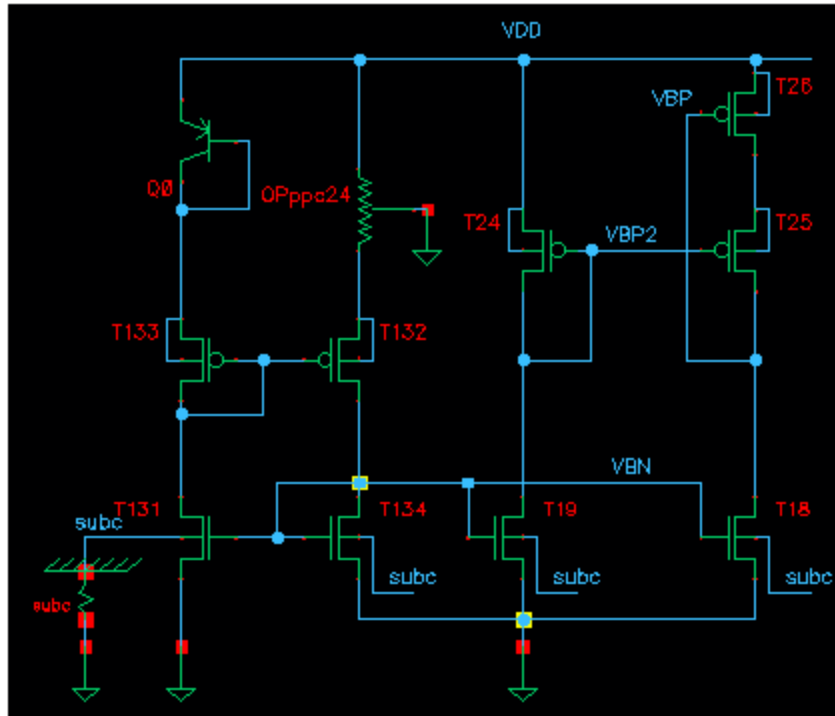 VDD
T26
VBP
Q0
OPppc24
T24
VBP2
T25
T133
T132
VBN
T131
T134
T19
T18
subc
subc
subc
subc
subc